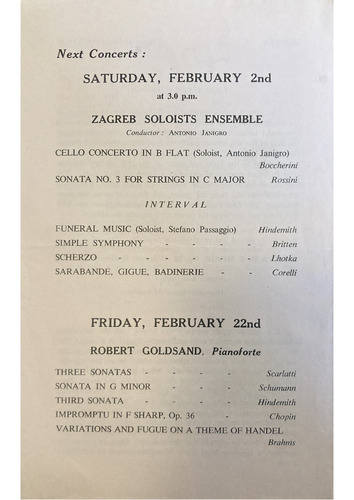 Next Concerts :
SATURDAY, FEBRUARY 2nd
at 3.0 p.m.
ZAGREB SOLOISTS ENSEMBLE
Conductor : ANTONIO JANIGRO
CELLO CONCERTO IN B FLAT (Soloist, Antonio Janigro)
Boccherini
SONATA NO. 3 FOR STRINGS IN C MAJOR Rossini
INTERVAL
FUNERAL MUSIC (Soloist, Stefano Passaggio) Hindemith
SIMPLE SYMPHONY - - - - Britten
SCHERZO - - - - - - Lhotka
SARABANDE, GIGUE, BADINERIE - - Corelli
FRIDAY, FEBRUARY 22nd
ROBERT GOLDSAND. Pianoforte
THREE SONATAS - - - - Scarlatti
SONATA IN G MINOR - - - Schumann
THIRD SONATA - - - - Hindemith
IMPROMPTU IN F SHARP, Op. 36 - Chopin
VARIATIONS AND FUGUE ON A THEME OF HANDEL
Brahms